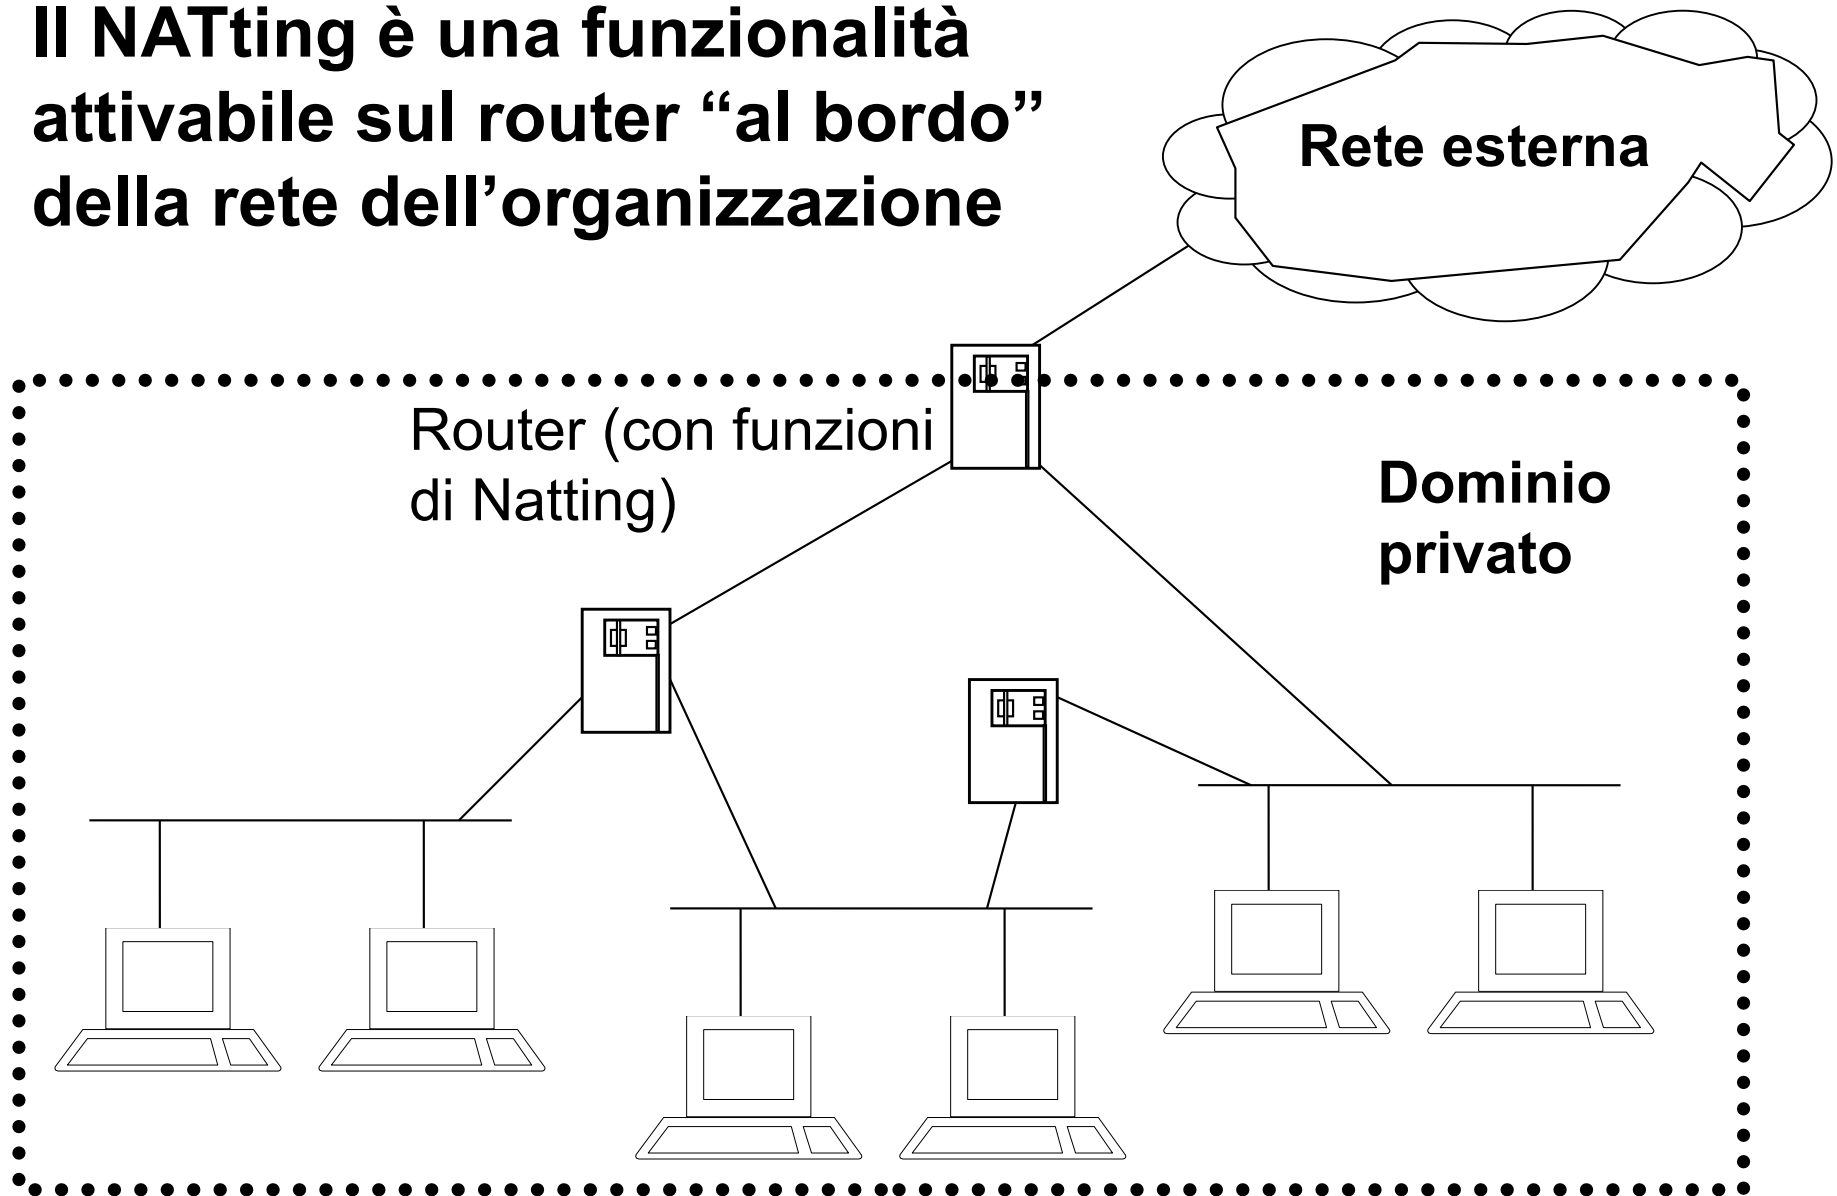 Il NATting è una funzionalità
attivabile sul router “al bordo”
della rete dell’organizzazione
Rete esterna
Router (con funzioni
di Natting)
Dominio
privato